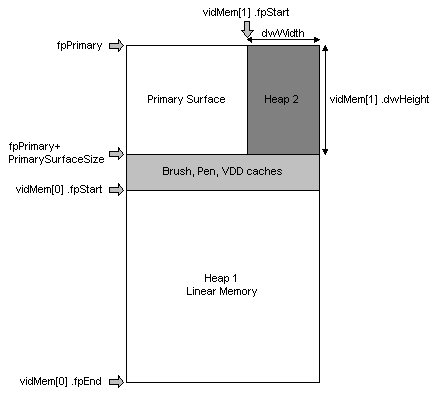 vidMem[1] .fpStart
dwWidth
fpPrimary
Primary Surface
Heap 2
vidMem[1] .dwHeight
fpPrimary+
PrimarySurfaceSize
Brush, Pen, VDD caches
vidMem[0] .fpStart
Heap 1
Linear Memory
vidMem[0] .fpEnd